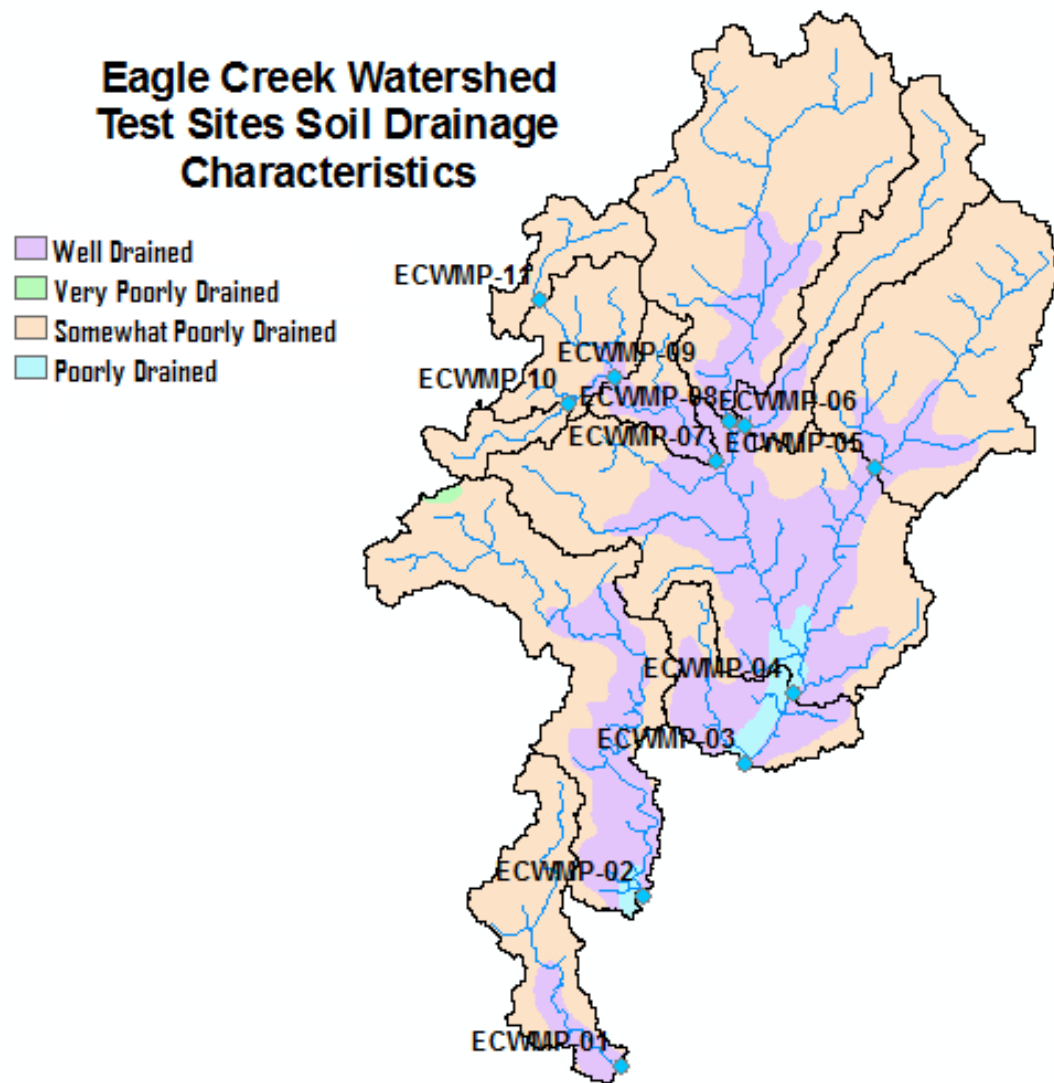 Eagle Creek Watershed
Test Sites Soil Drainage
Characteristics
Well Drained
Very Poorly Drained
Somewhat Poorly Drained
Poorly Drained
ECWMP-11
ECWMP-09
ECWMP-10
ECWMP-08
ECWMP-06
ECWMP-07
ECWMP-05
ECWMP-04
ECWMP-03
ECWMP-02
ECWMP-01